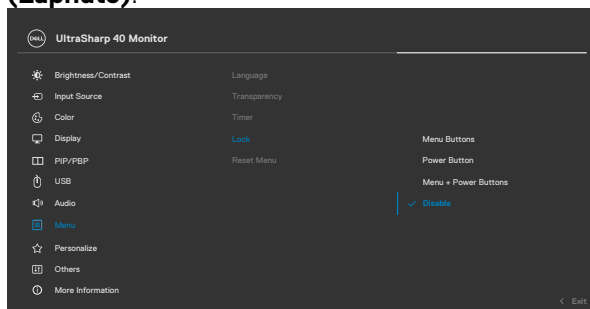 DELL UltraSharp 40 Monitor
Brightness/Contrast Language
Input Source Transparency
Color Timer
Display Lock Menu Buttons
PIP/PBP Reset Menu Power Button
USB Menu + Power Buttons
Audio Disable
Menu
Personalize
Others
More Information
Exit